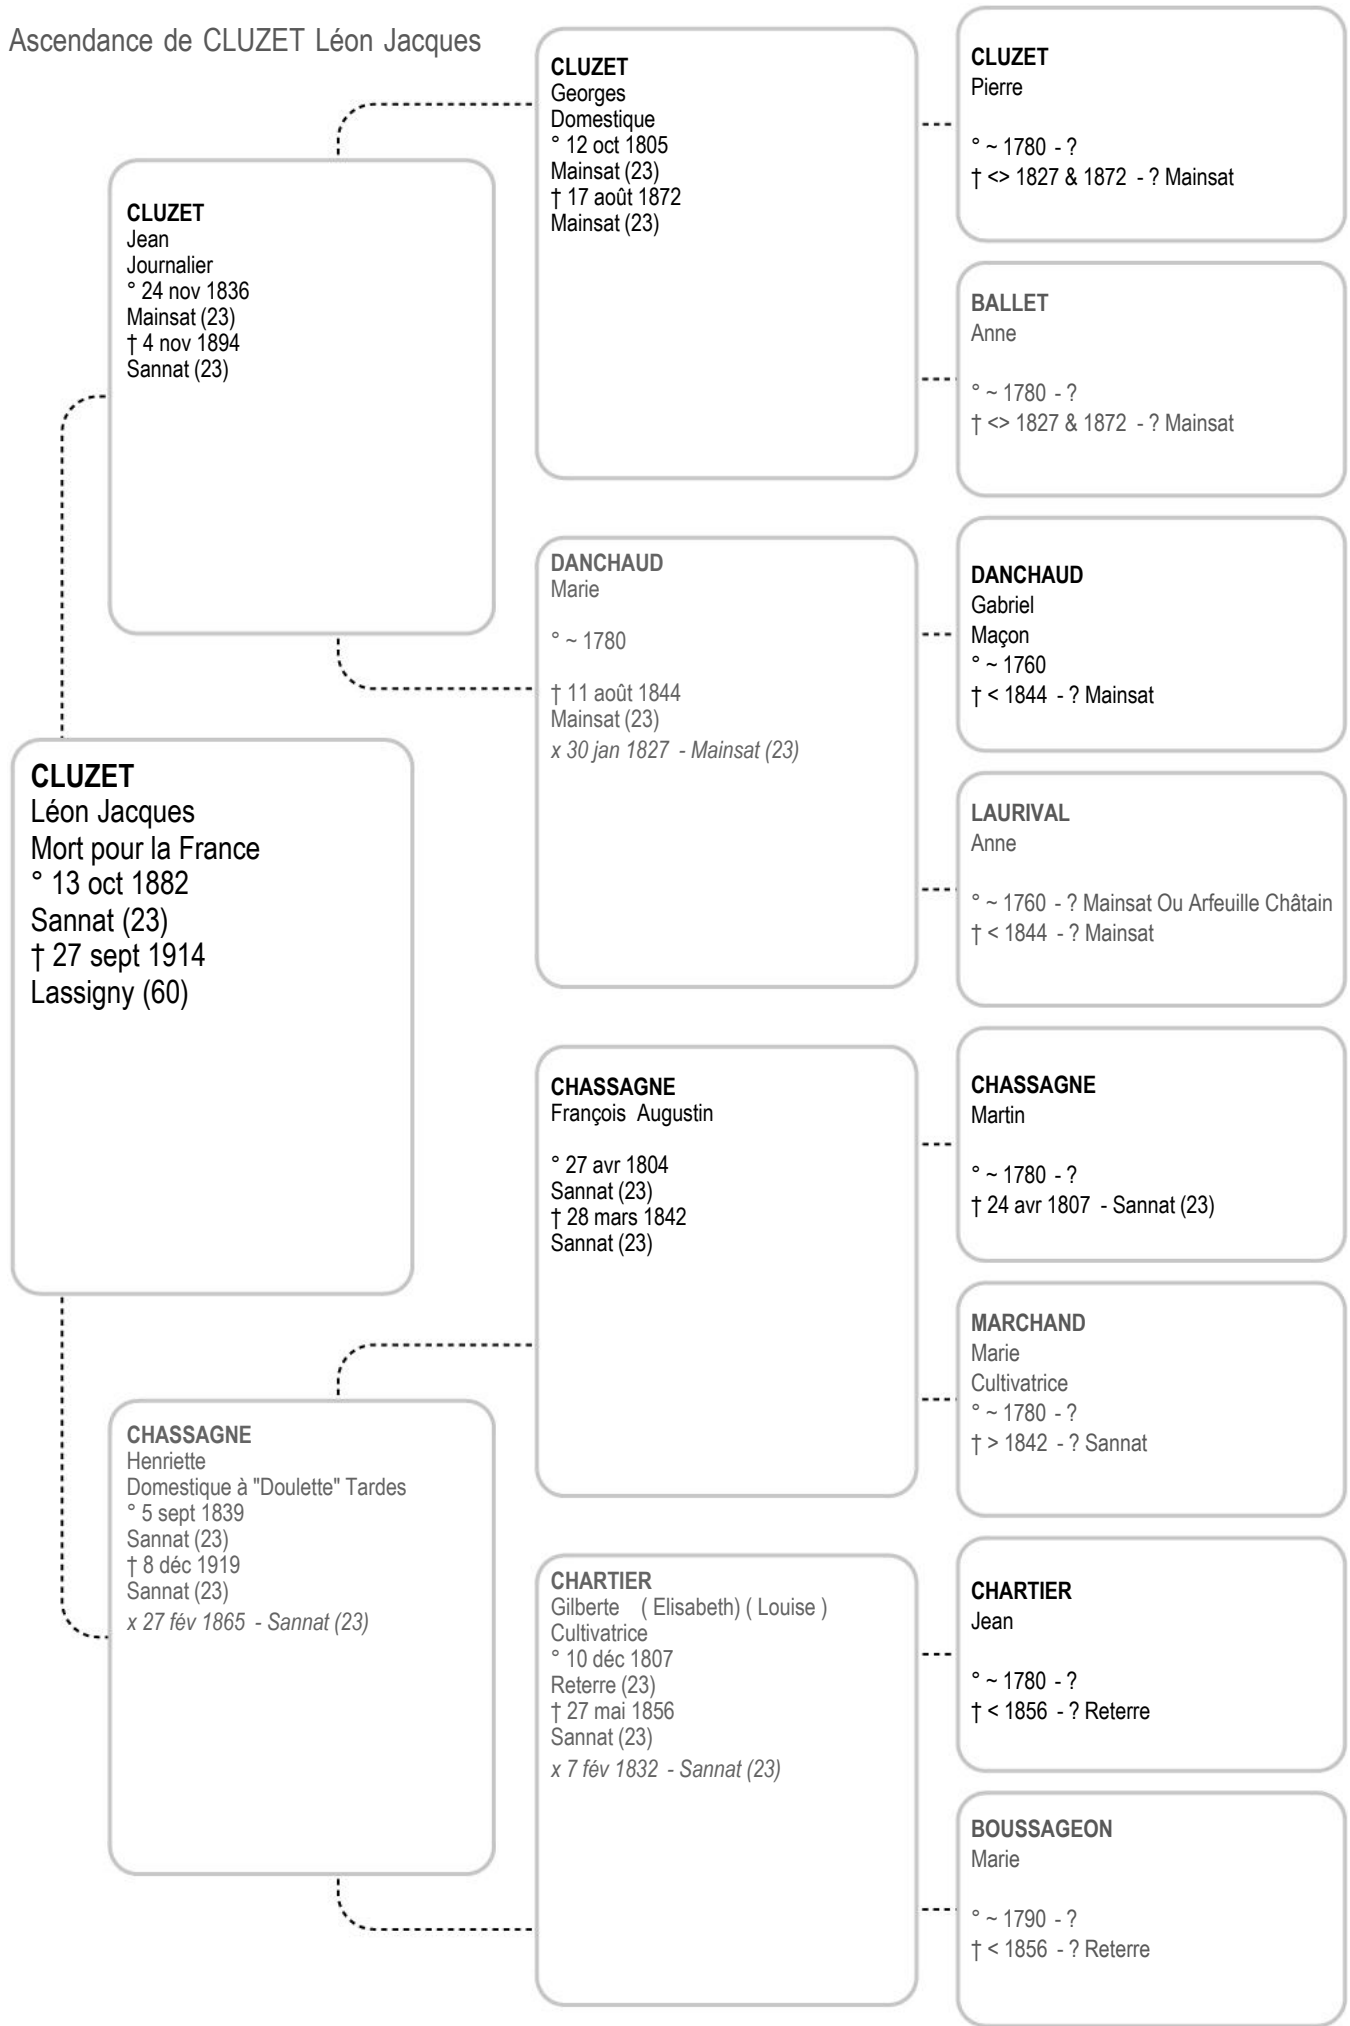 Ascendance de CLUZET Léon Jacques
CLUZET
Léon Jacques
Mort pour la France
° 13 oct 1882
Sannat (23)
† 27 sept 1914
Lassigny (60)
CLUZET
Jean
Journalier
° 24 nov 1836
Mainsat (23)
† 4 nov 1894
Sannat (23)
CHASSAGNE
Henriette
Domestique à "Doulette" Tardes
° 5 sept 1839
Sannat (23)
† 8 déc 1919
Sannat (23)
x 27 fév 1865 - Sannat (23)
CLUZET
Georges
Domestique
° 12 oct 1805
Mainsat (23)
† 17 août 1872
Mainsat (23)
DANCHAUD
Marie
° ~ 1780
† 11 août 1844
Mainsat (23)
x 30 jan 1827 - Mainsat (23)
CHASSAGNE
François Augustin
° 27 avr 1804
Sannat (23)
† 28 mars 1842
Sannat (23)
CHARTIER
Gilberte ( Elisabeth) ( Louise )
Cultivatrice
° 10 déc 1807
Reterre (23)
† 27 mai 1856
Sannat (23)
x 7 fév 1832 - Sannat (23)
CLUZET
Pierre
° ~ 1780 - ?
† <> 1827 & 1872 - ? Mainsat
BALLET
Anne
° ~ 1780 - ?
† <> 1827 & 1872 - ? Mainsat
DANCHAUD
Gabriel
Maçon
° ~ 1760
† < 1844 - ? Mainsat
LAURIVAL
Anne
° ~ 1760 - ? Mainsat Ou Arfeuille Châtain
† < 1844 - ? Mainsat
CHASSAGNE
Martin
° ~ 1780 - ?
† 24 avr 1807 - Sannat (23)
MARCHAND
Marie
Cultivatrice
° ~ 1780 - ?
† > 1842 - ? Sannat
CHARTIER
Jean
° ~ 1780 - ?
† < 1856 - ? Reterre
BOUSSAGEON
Marie
° ~ 1790 - ?
† < 1856 - ? Reterre